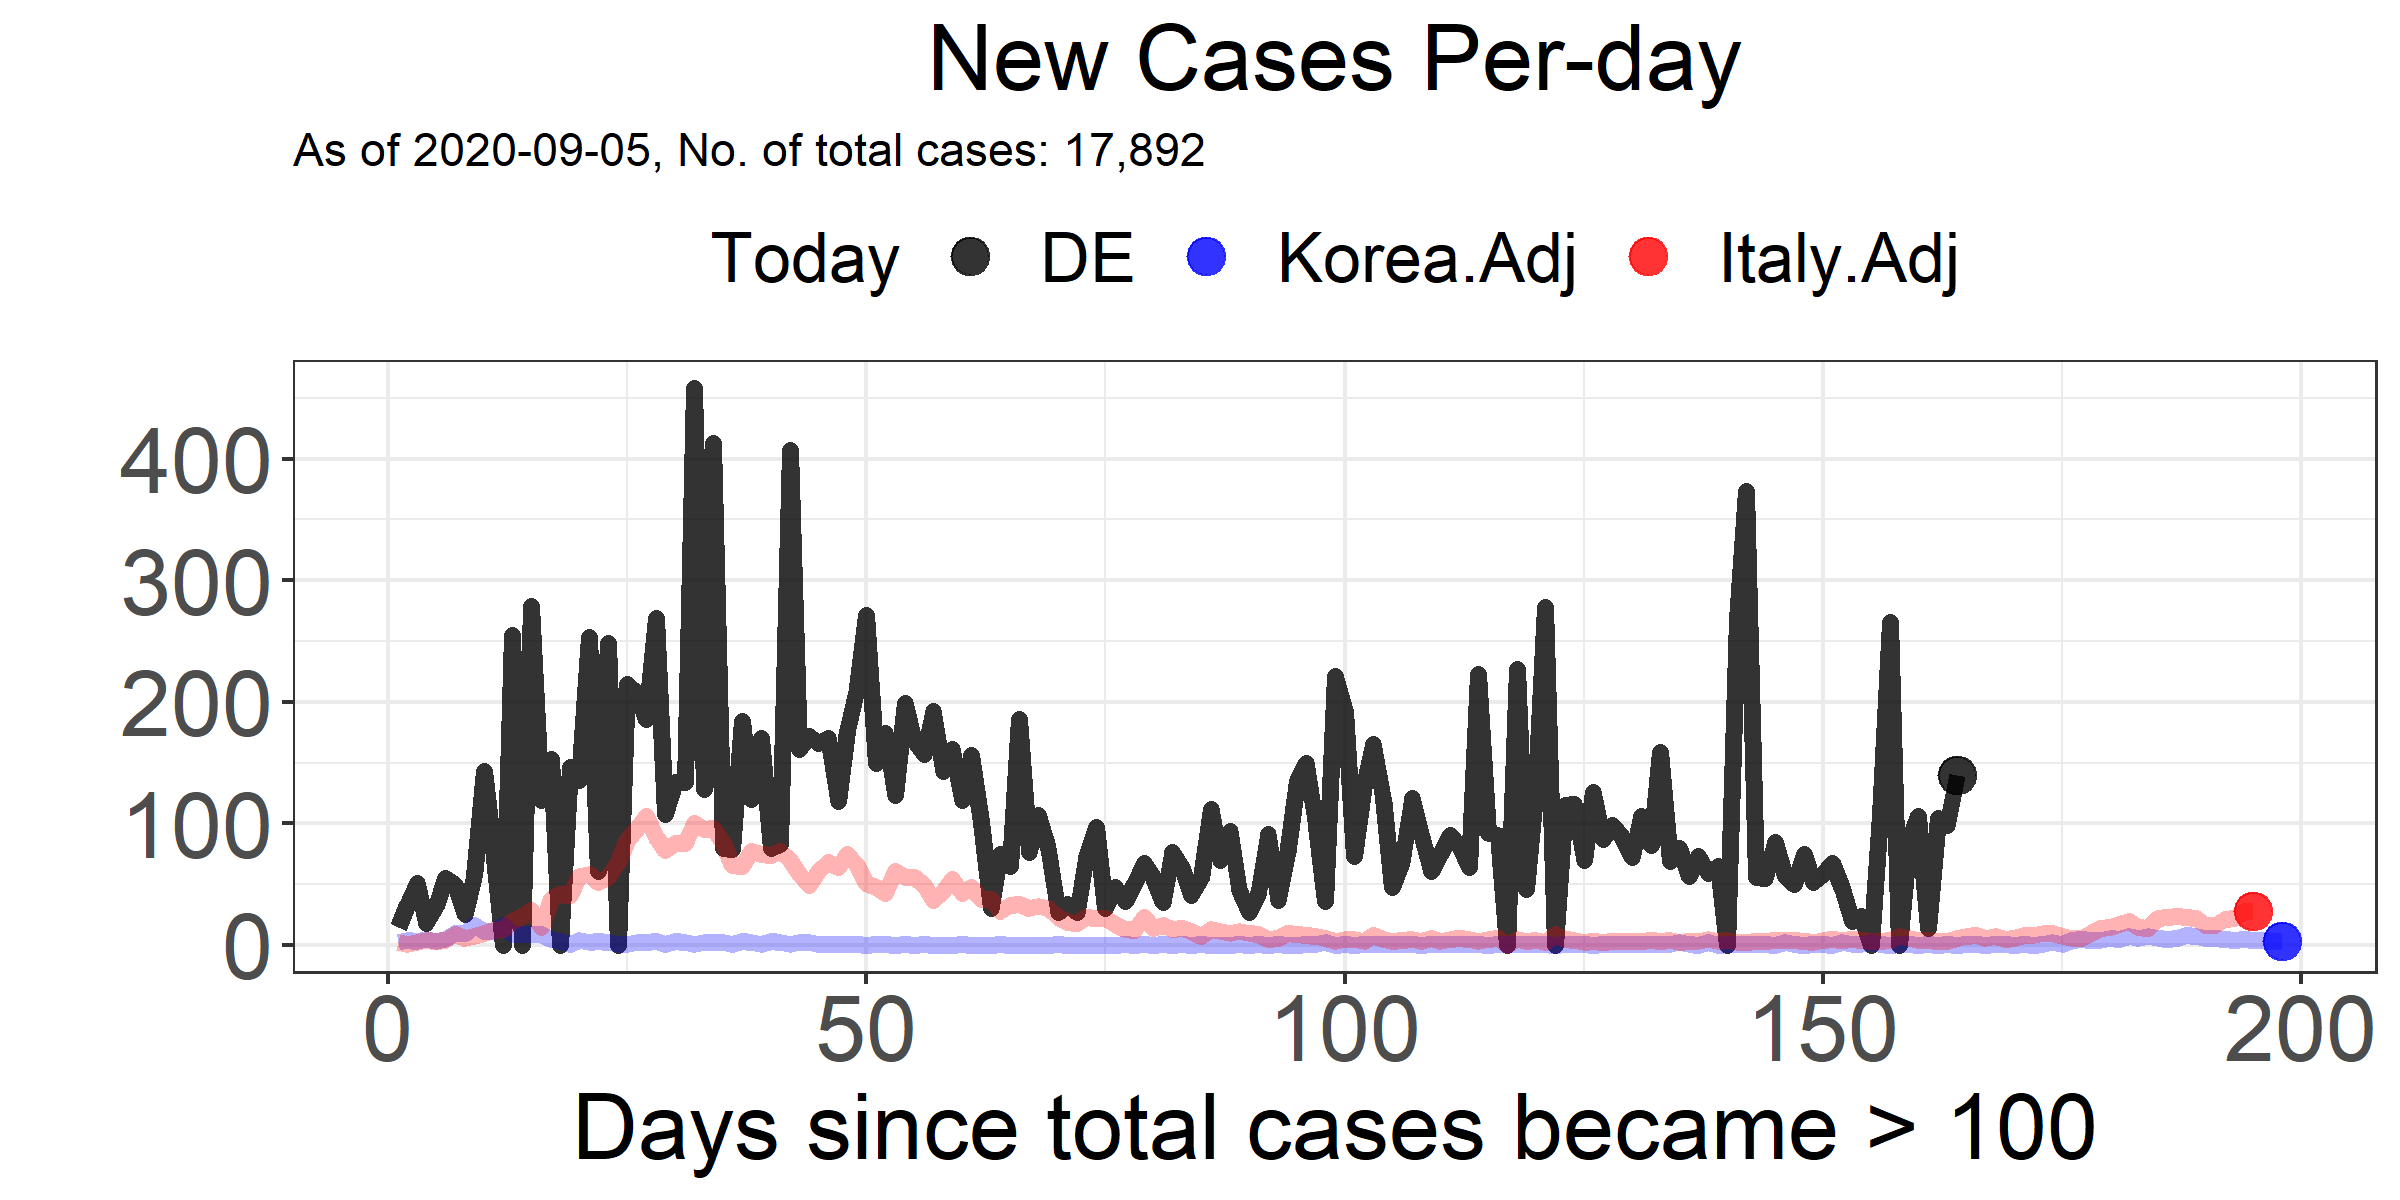 New Cases Per-day
As of 2020-09-05, No. of total cases: 17,892
Today DE Korea.Adj Italy.Adj
400
300
200
100
0
0 50 100 150 200
Days since total cases became > 100